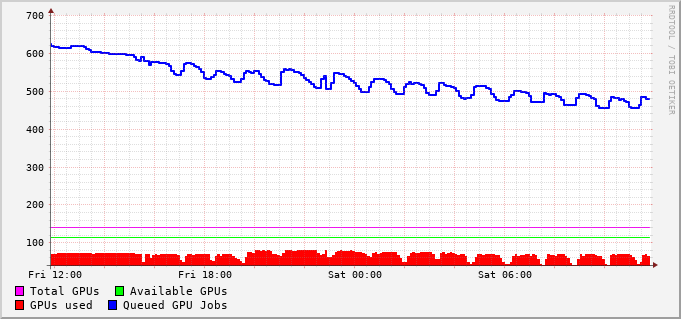 700
600
500
400
300
200
100
Fri 12:00 Fri 18:00 Sat 00:00 Sat 06:00
Total GPUs Available GPUs
GPUs used Queued GPU Jobs
RRDTOOL / TOBI OETIKER